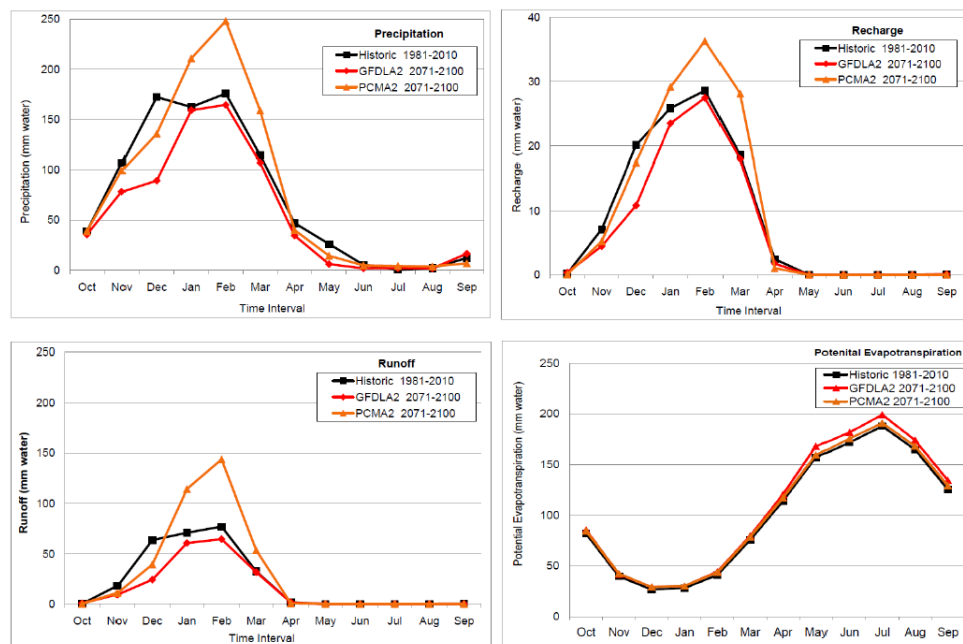 Precipitation
Historic 1981-2010
GFDLA2 2071-2100
PCMA2 2071-2100
Precipitation (mm water)
250
200
150
100
50
0
Oct Nov Dec Jan Feb Mar Apr May Jun Jul Aug Sep
Time Interval
Recharge
Historic 1981-2010
GFDLA2 2071-2100
PCMA2 2071-2100
Recharge (mm water)
40
30
20
10
0
Oct Nov Dec Jan Feb Mar Apr May Jun Jul Aug Sep
Time Interval
Runoff
Historic 1981-2010
GFDLA2 2071-2100
PCMA2 2071-2100
Runoff (mm water)
250
200
150
100
50
0
Oct Nov Dec Jan Feb Mar Apr May Jun Jul Aug Sep
Time Interval
Potenital Evapotranspiration
Historic 1981-2010
GFDLA2 2071-2100
PCMA2 2071-2100
Potential Evapotranspiration (mm water)
250
200
150
100
50
0
Oct Nov Dec Jan Feb Mar Apr May Jun Jul Aug Sep